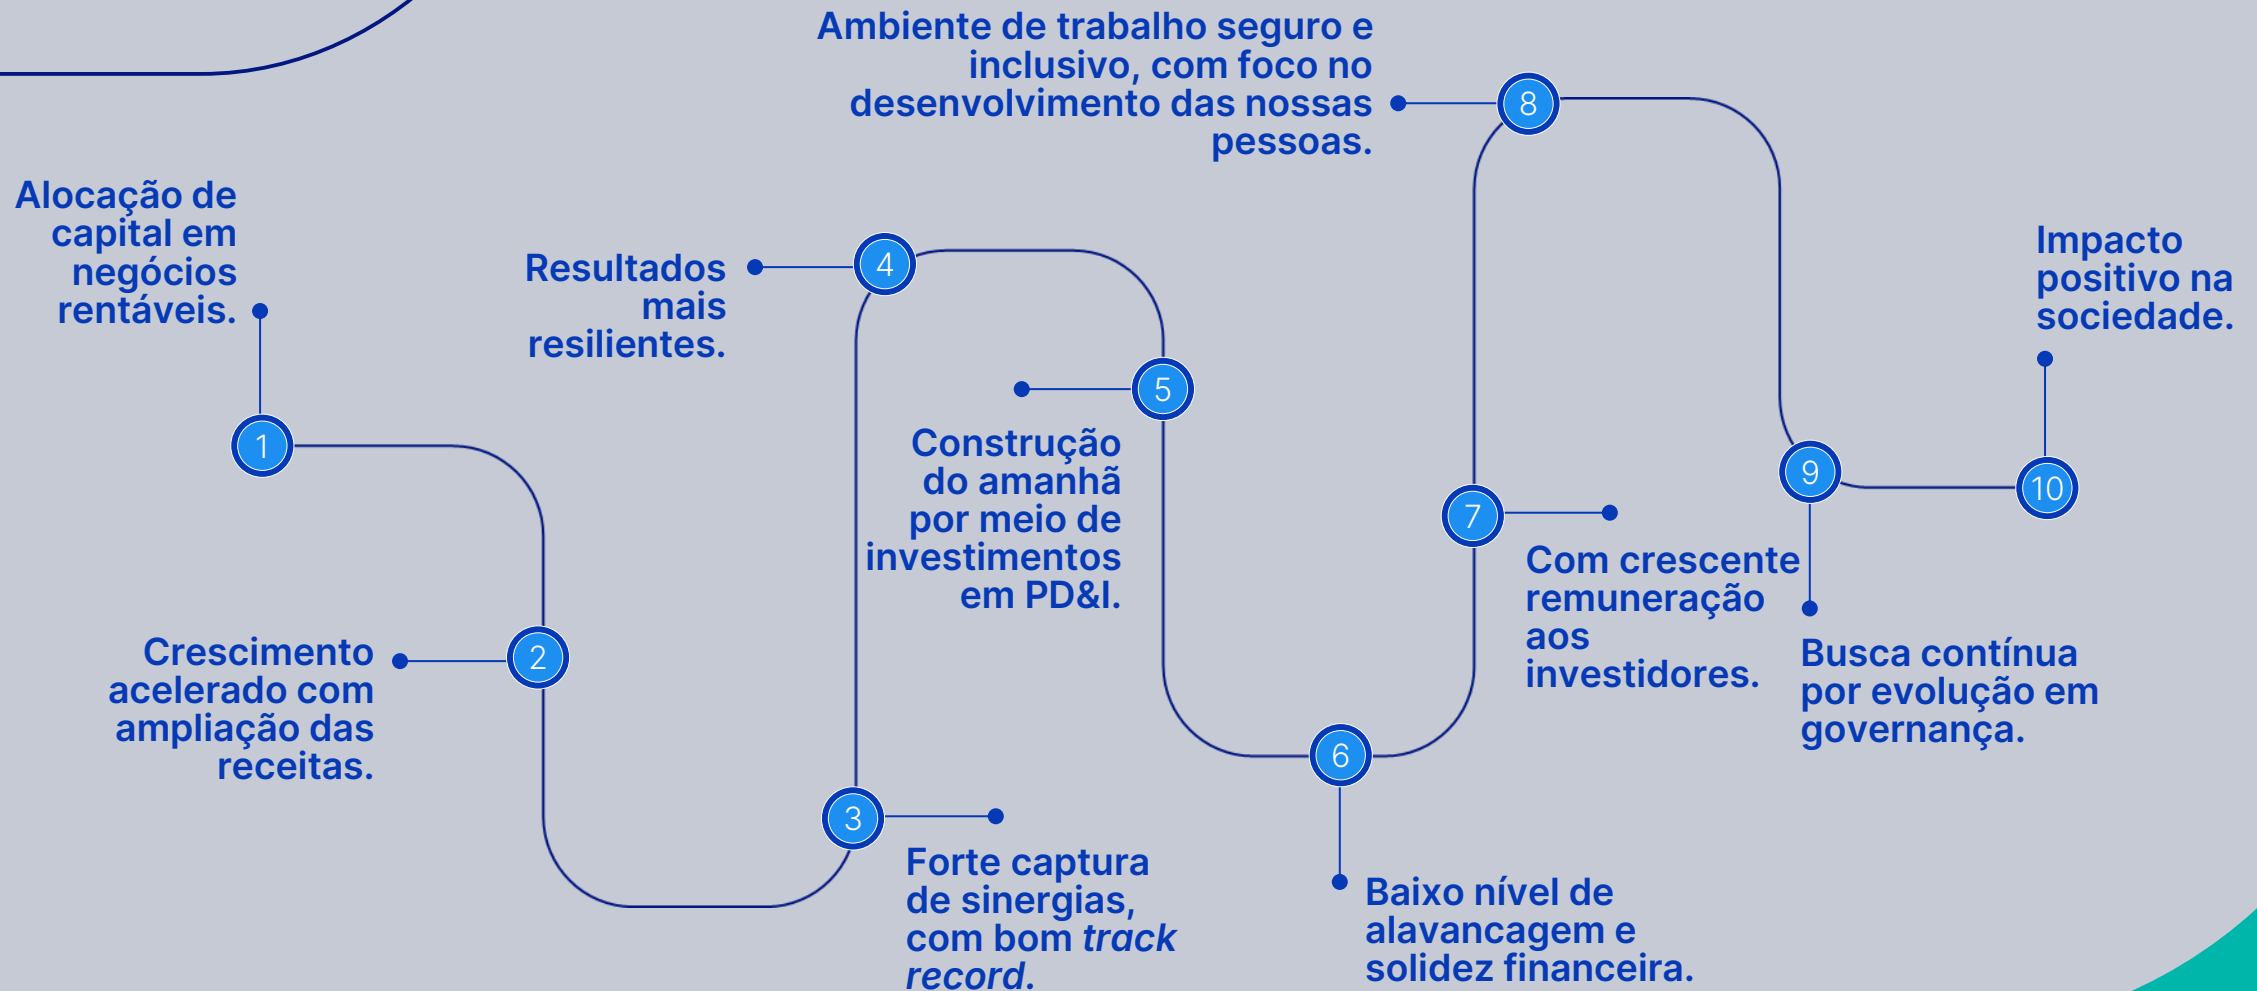 Alocação de
capital em
negócios
rentáveis.
1
Crescimento
acelerado com
ampliação das
receitas.
2
3
Forte captura
de sinergias,
com bom track
record.
Resultados
mais
resilientes.
4
5
Construção
do amanhã
por meio de
investimentos
em PD&I.
6
Baixo nível de
alavancagem e
solidez financeira.
7
Com crescente
remuneração
aos
investidores.
Ambiente de trabalho seguro e
inclusivo, com foco no
desenvolvimento das nossas
pessoas.
8
9
Busca contínua
por evolução em
governança.
Impacto
positivo na
sociedade.
10